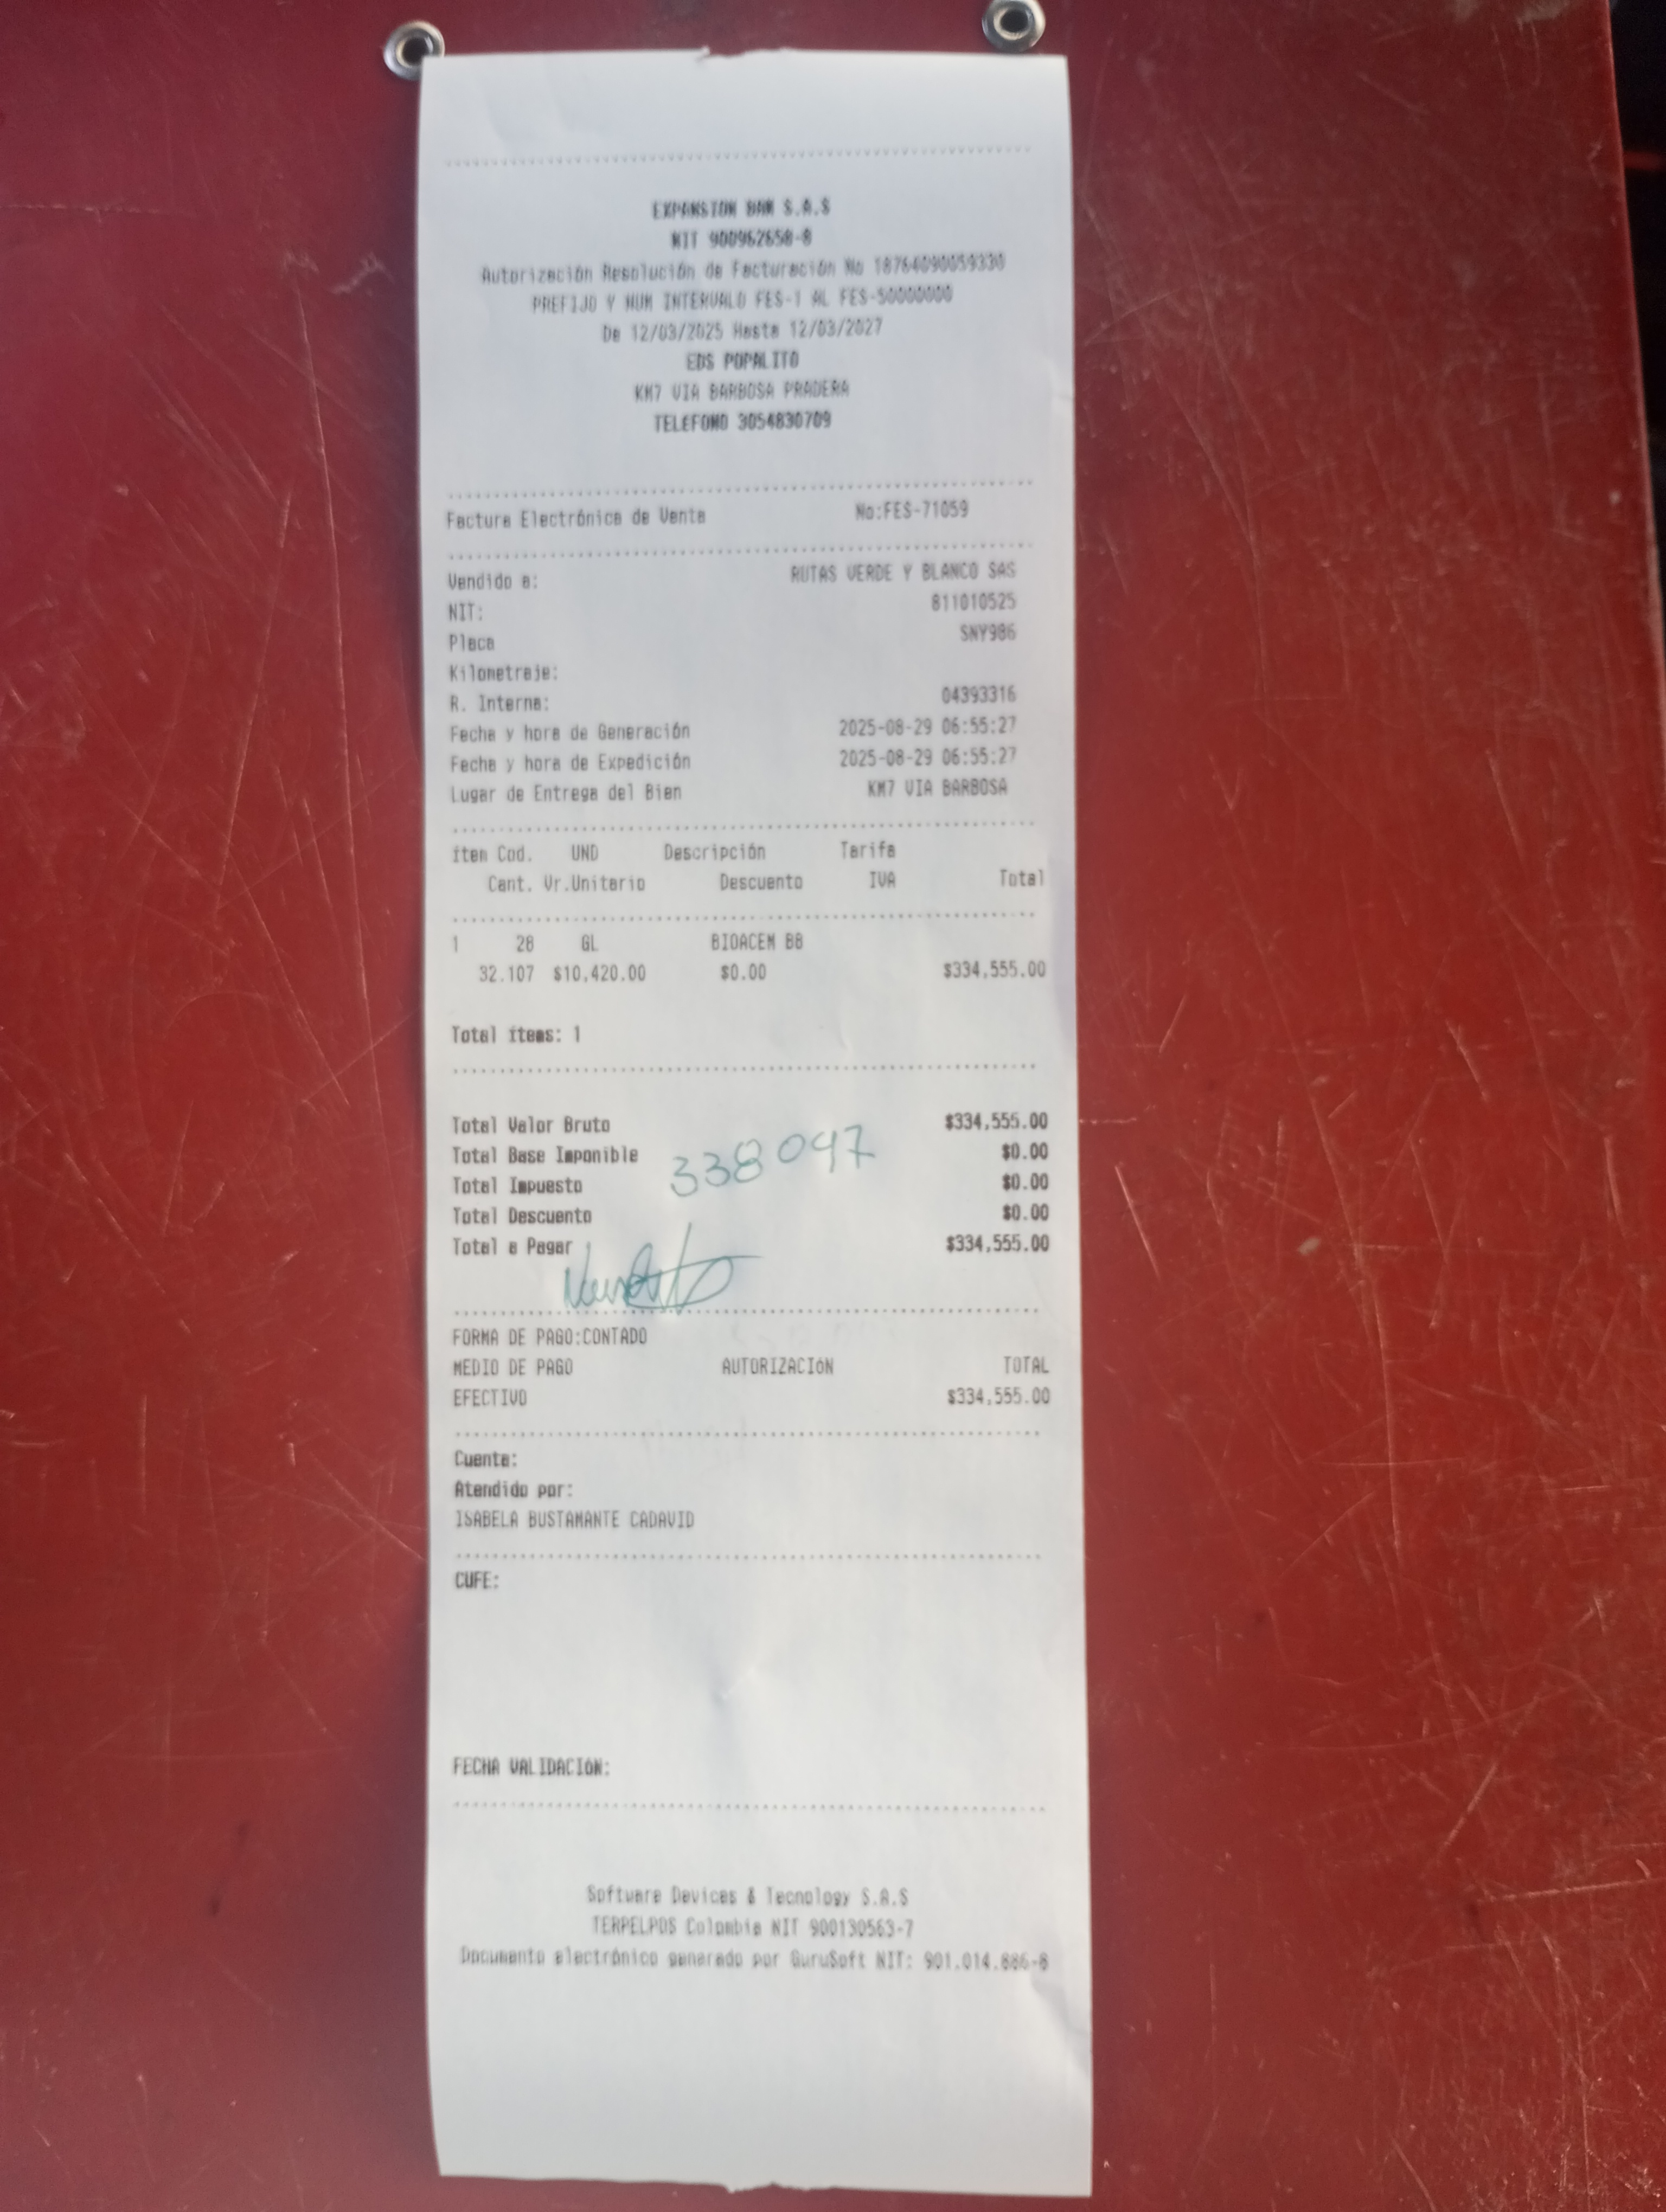 EXPANSION BAM S.A.S
NIT 900962658-8
Autorización Resolución de Facturación No 18764090059330
PREFIJO Y NUM INTERVALO FES-1 AL FES-50000000
De 12/03/2025 Hasta 12/03/2027
EDS POPALITO
KM7 VIA BARBOSA PRADERA
TELEFONO 3054830709
Factura Electrónica de Venta No:FES-71059
Vendido a: RUTAS VERDE Y BLANCO SAS
NIT: 811010525
Placa SNY986
Kilometraje:
R. Interna: 04393316
Fecha y hora de Generación 2025-08-29 06:55:27
Fecha y hora de Expedición 2025-08-29 06:55:27
Lugar de Entrega del Bien KM7 VIA BARBOSA
ítem Cod. UND Descripción Tarifa
Cant. Vr.Unitario Descuento IVA Total
1 28 GL BIOACEM BB
32.107 $10,420.00 $0.00 $334,555.00
Total ítems: 1
Total Valor Bruto $334,555.00
Total Base Imponible $0.00
338097
Total Impuesto $0.00
Total Descuento $0.00
Total a Pagar $334,555.00
FORMA DE PAGO:CONTADO
MEDIO DE PAGO AUTORIZACIÓN TOTAL
EFECTIVO $334,555.00
Cuenta:
Atendido por:
ISABELA BUSTAMANTE CADAVID
CUFE:
FECHA VALIDACIÓN:
Software Devices & Tecnology S.A.S
TERPELPOS Colombia NIT 900130563-7
Documento electrónico generado por GuruSoft NIT: 901.014.886-8